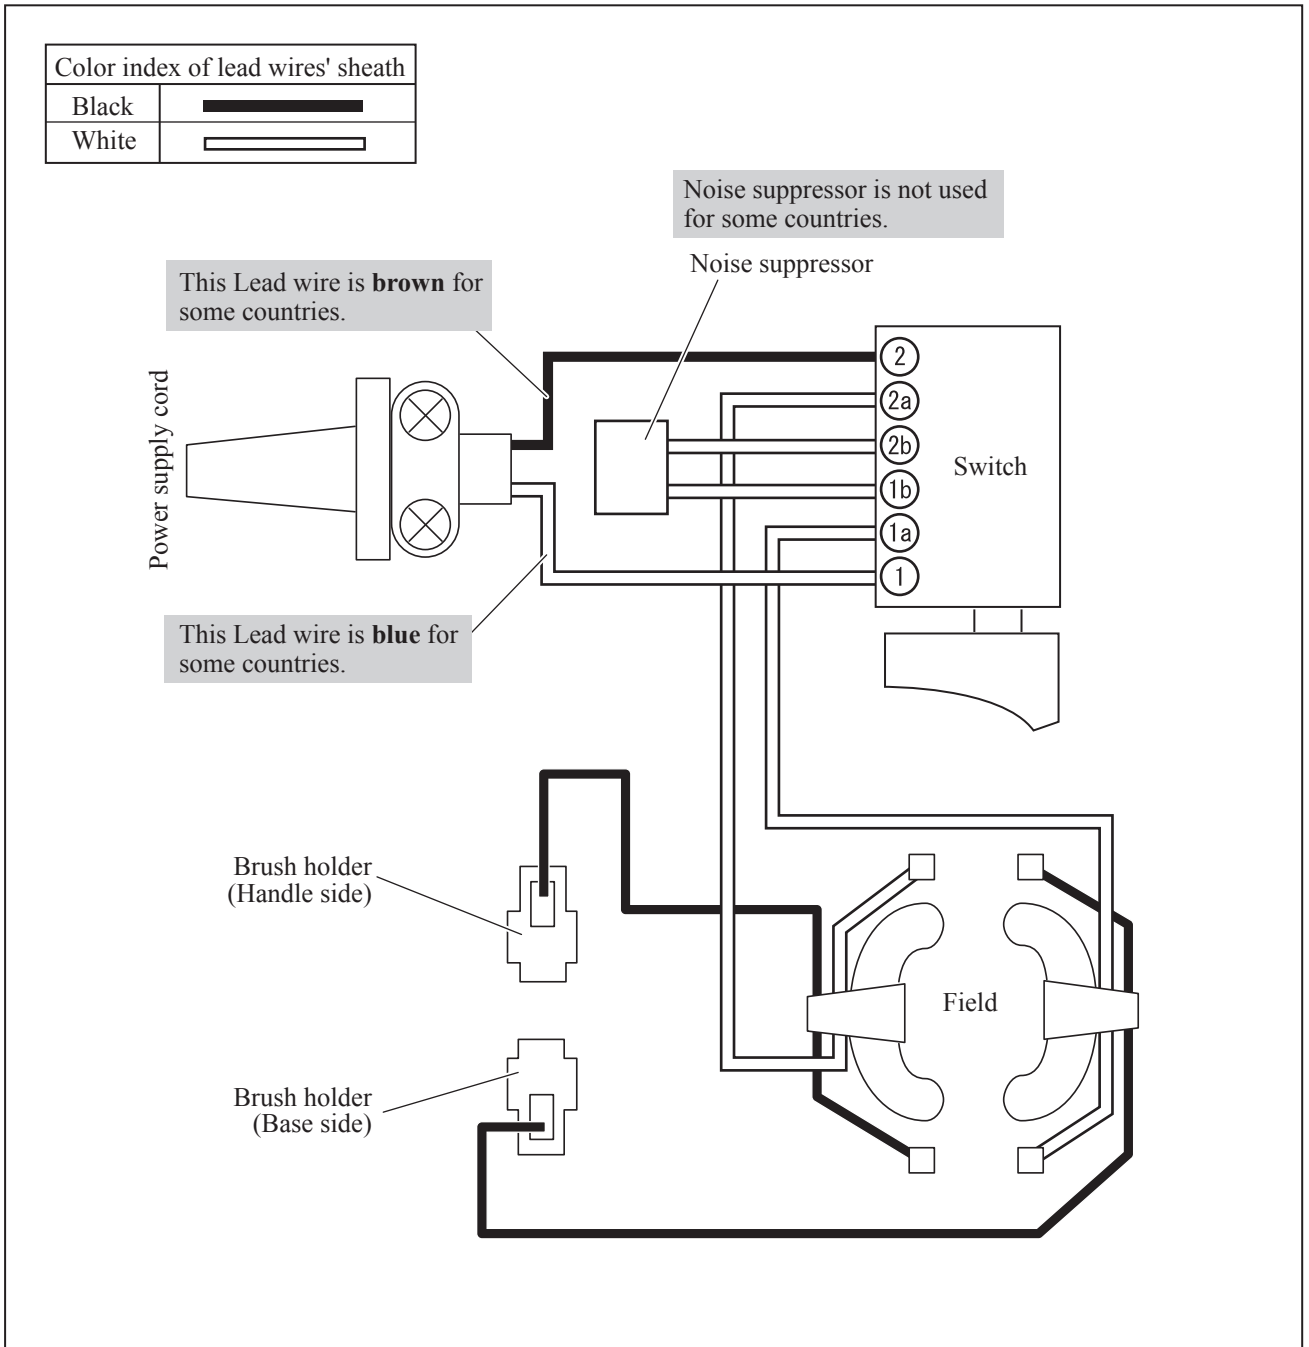 Color index of lead wires' sheath
Black
White
Noise suppressor is not used
for some countries.
Noise suppressor
This Lead wire is brown for
some countries.
Power supply cord
2
2a
2b
1b
1a
1
Switch
This Lead wire is blue for
some countries.
Brush holder
(Handle side)
Field
Brush holder
(Base side)